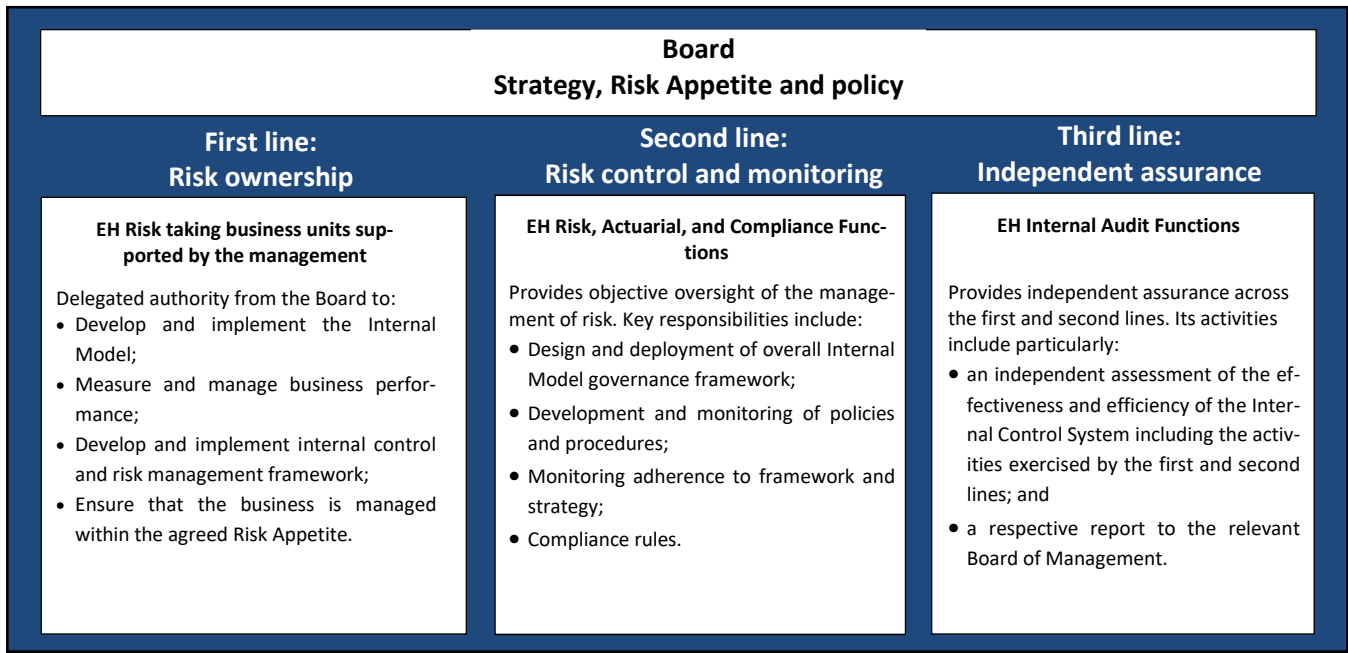 Board
Strategy, Risk Appetite and policy
First line:
Risk ownership
EH Risk taking business units sup-
ported by the management
Delegated authority from the Board to:
• Develop and implement the Internal
Model;
• Measure and manage business perfor-
mance;
• Develop and implement internal control
and risk management framework;
• Ensure that the business is managed
within the agreed Risk Appetite.
Second line:
Risk control and monitoring
EH Risk, Actuarial, and Compliance Func-
tions
Provides objective oversight of the manage-
ment of risk. Key responsibilities include:
• Design and deployment of overall Internal
Model governance framework;
• Development and monitoring of policies
and procedures;
• Monitoring adherence to framework and
strategy;
• Compliance rules.
Third line:
Independent assurance
EH Internal Audit Functions
Provides independent assurance across
the first and second lines. Its activities
include particularly:
• an independent assessment of the ef-
fectiveness and efficiency of the Inter-
nal Control System including the activ-
ities exercised by the first and second
lines; and
• a respective report to the relevant
Board of Management.